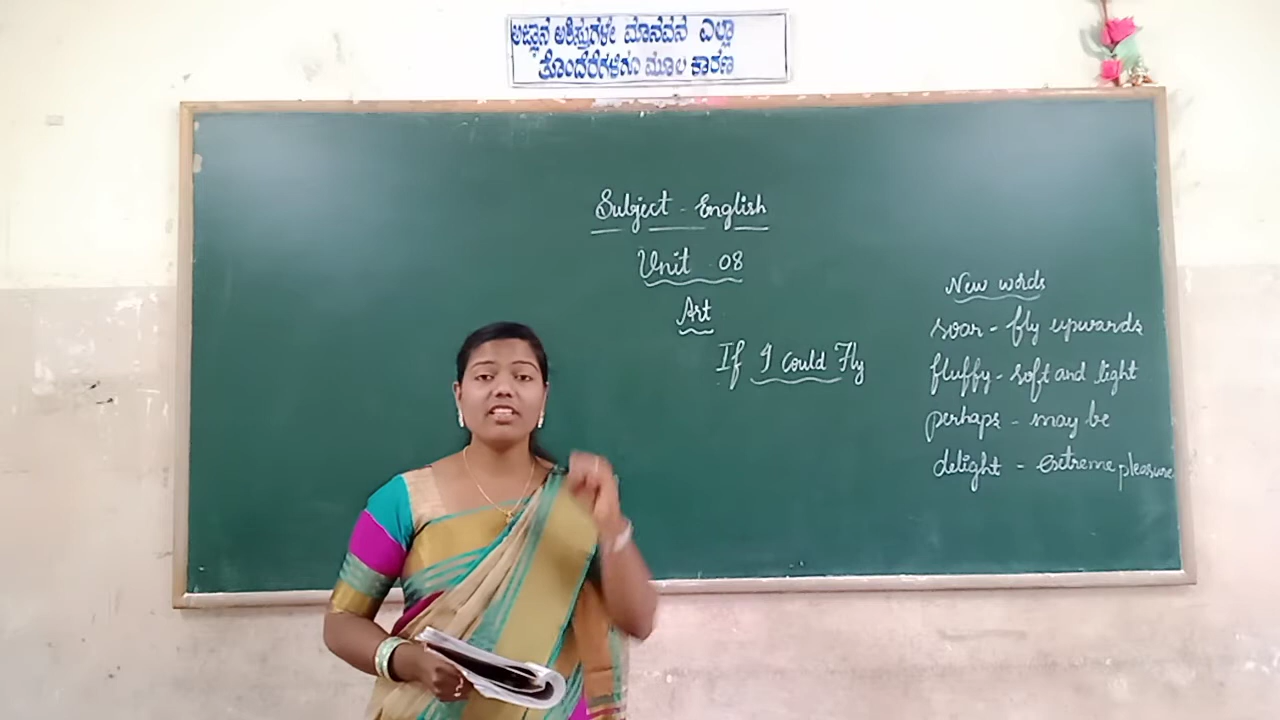 ಅಜ್ಞಾನ ಅಶಿಸ್ತುಗಳೇ ಮಾನವನ ಎಲ್ಲಾ
ತೊಂದರೆಗಳಿಗೂ ಮೂಲ ಕಾರಣ
Subject - English
Unit 08
Art
If I Could Fly
New words
soar - fly upwards
fluffy - soft and light
perhaps - may be
delight - extreme pleasure